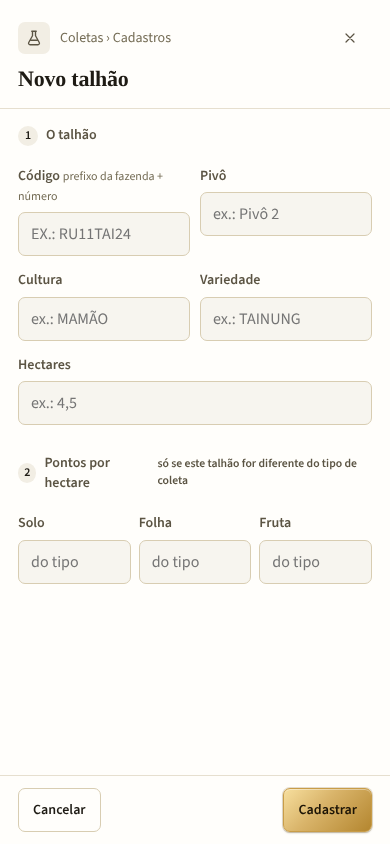 Coletas › Cadastros
Novo talhão
1 O talhão
Código prefixo da fazenda +
número
Pivô
EX.: RU11TAI24
ex.: Pivô 2
Cultura
Variedade
ex.: MAMÃO
ex.: TAINUNG
Hectares
ex.: 4,5
2 Pontos por
hectare
só se este talhão for diferente do tipo de
coleta
Solo
Folha
Fruta
do tipo
do tipo
do tipo
Cancelar
Cadastrar